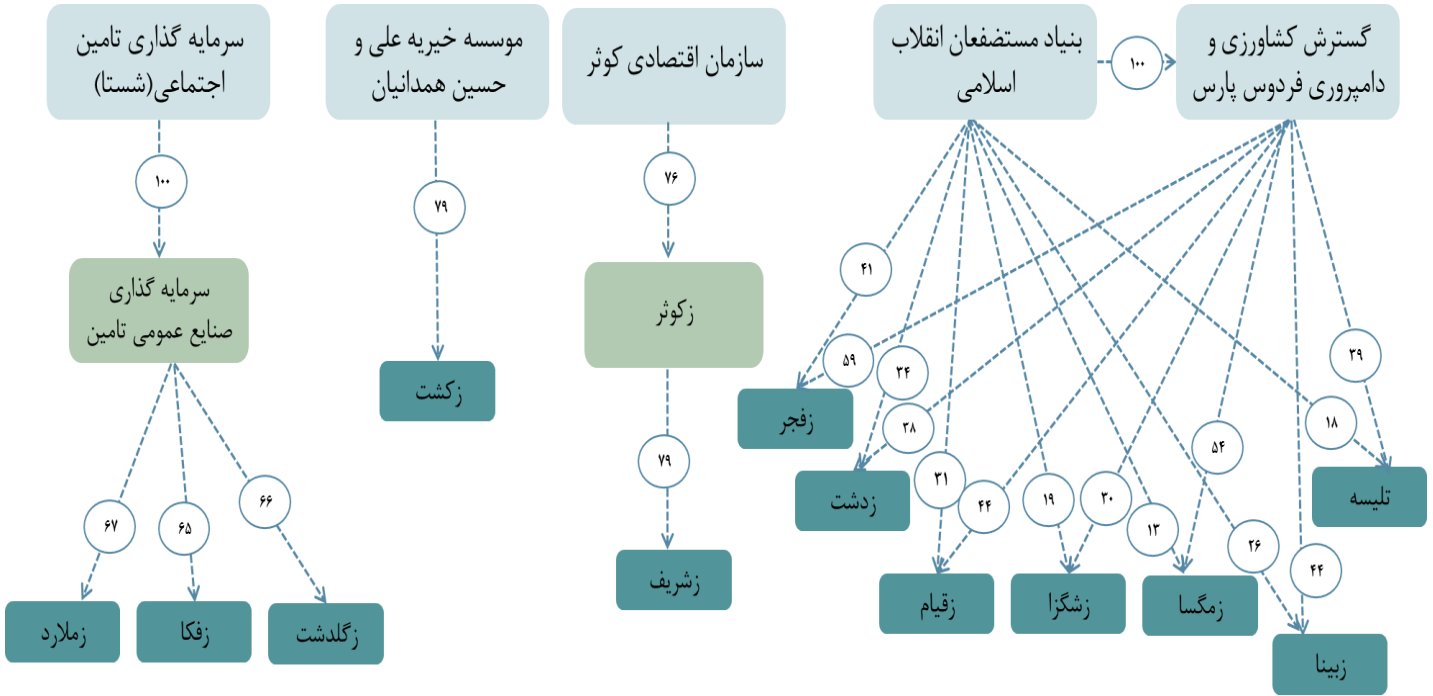 گسترش کشاورزی و
دامپروری فردوس پارس
۱۰۰
بنیاد مستضفعان انقلاب
اسلامی
سازمان اقتصادی کوثر
موسسه خیریه علی و
حسین همدانیان
سرمایه گذاری تامین
اجتماعی(شستا)
۷۶
۱۰۰
۷۹
۴۱
زکوثر
سرمایه گذاری
صنایع عمومی تامین
۳۹
۵۹
۳۴
زکشت
۱۸
۳۸
زفجر
۵۴
۷۹
۳۱
تلیسه
زدشت
۴۴
۱۹
۳۰
۱۳
۶۶
۶۵
۶۷
۲۶
۴۴
زشریف
زمگسا
زشگزا
زقیام
زگلدشت
زفکا
زملارد
زبینا